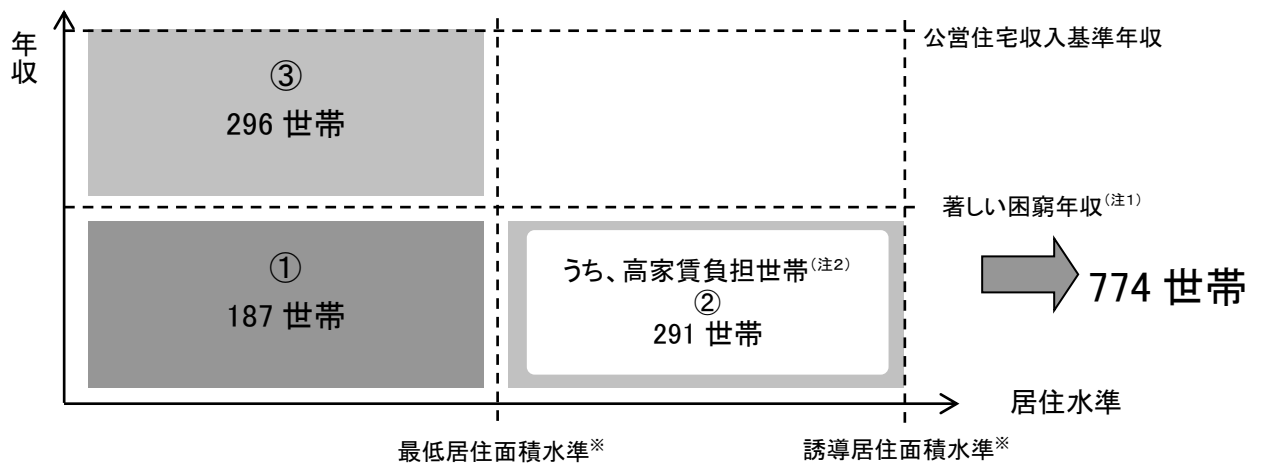 年収
公営住宅収入基準年収
③
296 世帯
著しい困窮年収(注1)
①
187 世帯
うち、高家賃負担世帯(注2)
②
291 世帯
774 世帯
居住水準
最低居住面積水準※
誘導居住面積水準※